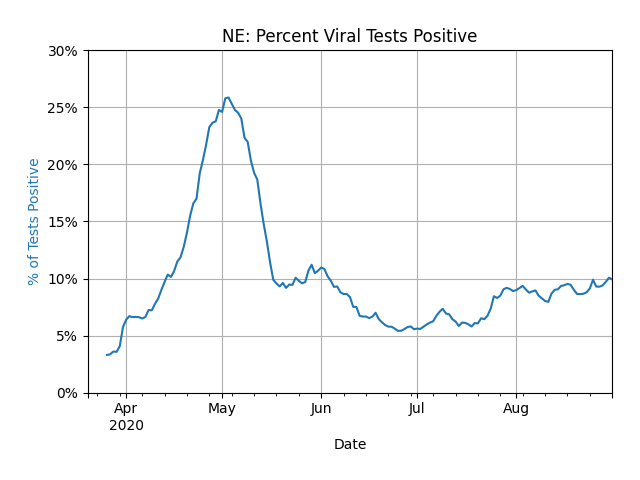 NE: Percent Viral Tests Positive
30%
25%
20%
15%
10%
5%
0%
% of Tests Positive
Apr
2020
May
Jun
Jul
Aug
Date